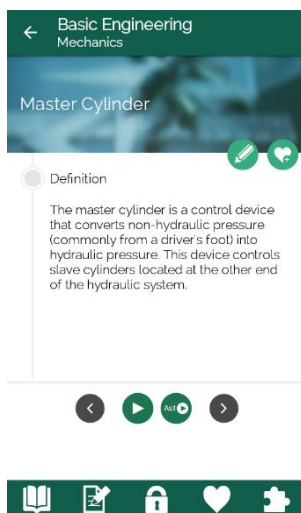 Basic Engineering
Mechanics
Master Cylinder
Definition
The master cylinder is a control device
that converts non-hydraulic pressure
(commonly from a driver's foot) into
hydraulic pressure. This device controls
slave cylinders located at the other end
of the hydraulic system.
Aut